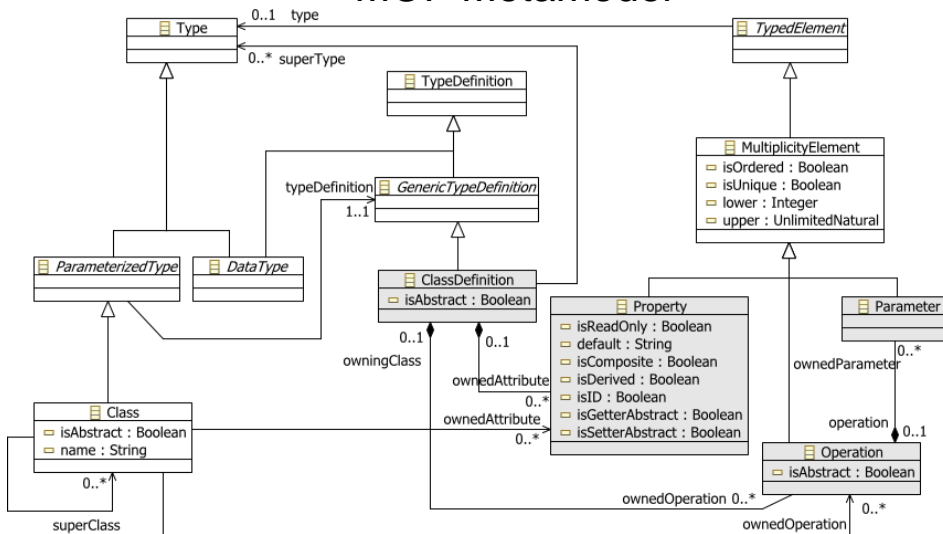 0..1 type
Type
TypedElement
0..* superType
TypeDefinition
MultiplicityElement
isOrdered : Boolean
isUnique : Boolean
lower : Integer
upper : UnlimitedNatural
typeDefinition
GenericTypeDefinition
1..1
ParameterizedType
DataType
ClassDefinition
isAbstract : Boolean
0..1
0..1
owningClass
Property
isReadOnly : Boolean
default : String
isComposite : Boolean
isDerived : Boolean
isID : Boolean
isGetterAbstract : Boolean
isSetterAbstract : Boolean
Parameter
0..*
ownedParameter
ownedAttribute
0..*
Class
isAbstract : Boolean
name : String
ownedAttribute
0..*
operation
0..1
Operation
isAbstract : Boolean
0..*
superClass
ownedOperation 0..*
0..*
ownedOperation